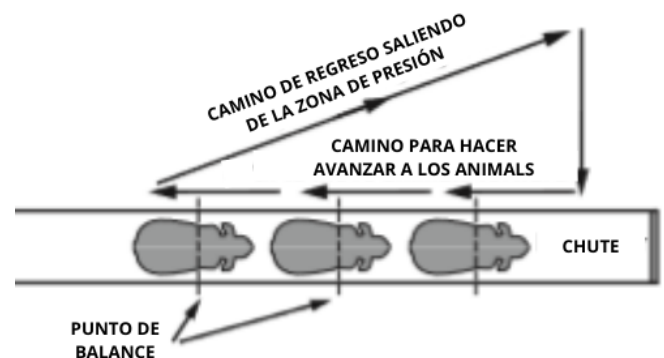 CAMINO DE REGRESO SALIENDO
DE LA ZONA DE PRESIÓN
CAMINO PARA HACER
AVANZAR A LOS ANIMALS
CHUTE
PUNTO DE
BALANCE